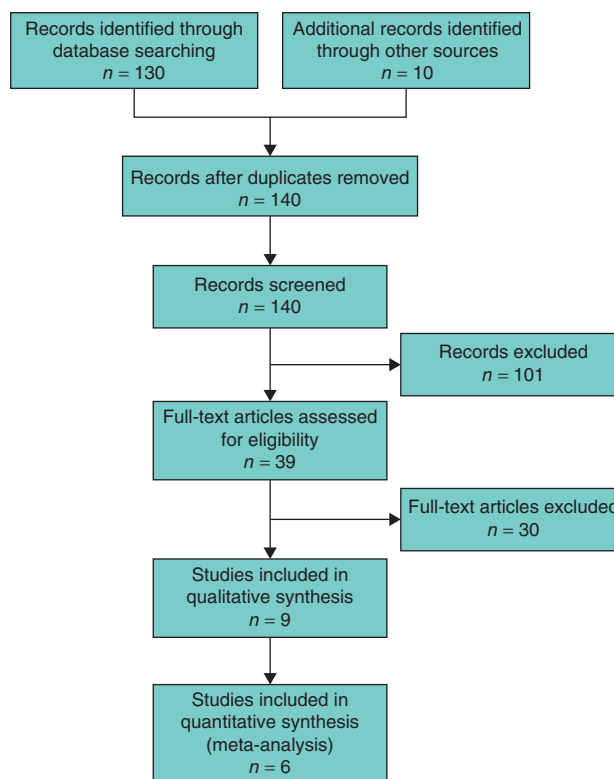 Records identified through
database searching
n = 130
Additional records identified
through other sources
n = 10
Records after duplicates removed
n = 140
Records screened
n = 140
Records excluded
n = 101
Full-text articles assessed
for eligibility
n = 39
Full-text articles excluded
n = 30
Studies included in
qualitative synthesis
n = 9
Studies included in
quantitative synthesis
(meta-analysis)
n = 6